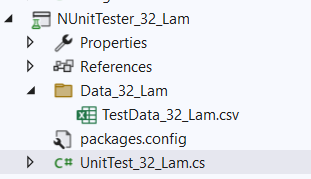 NUnitTester_32_Lam
Properties
References
Data_32_Lam
TestData_32_Lam.csv
packages.config
C# UnitTest_32_Lam.cs